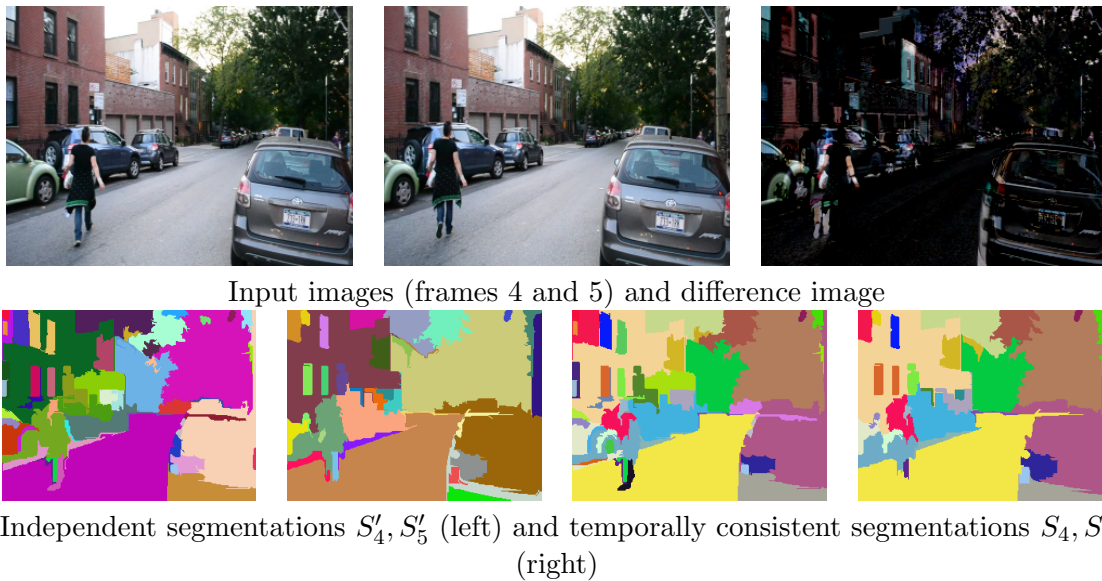 Input images (frames 4 and 5) and difference image
Independent segmentations S′₄, S′₅ (left) and temporally consistent segmentations S₄, S
(right)